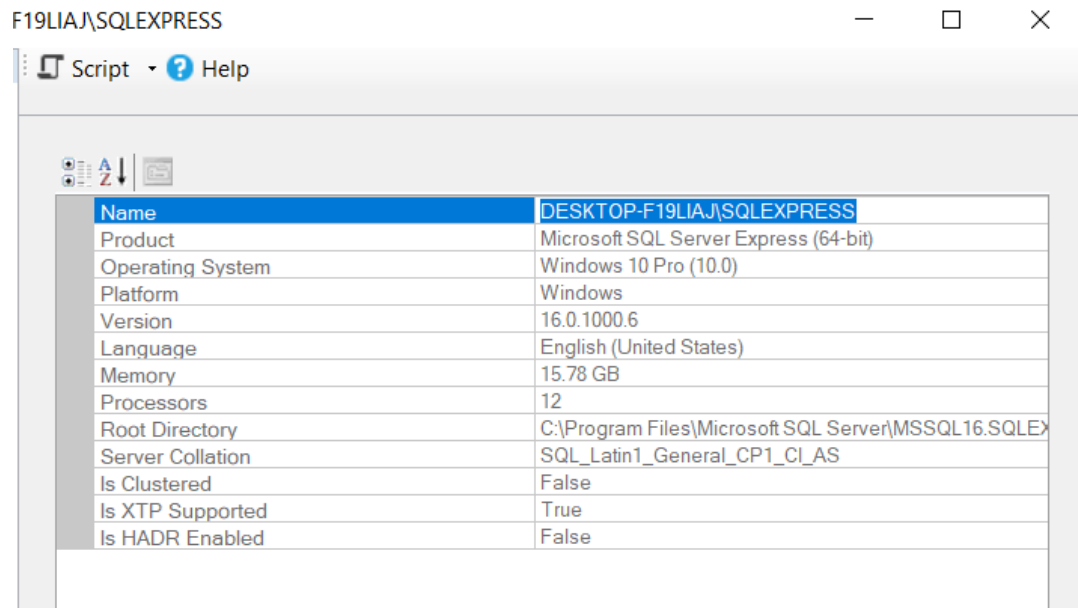 F19LIAJ\SQLEXPRESS
Script Help
Name DESKTOP-F19LIAJ\SQLEXPRESS
Product Microsoft SQL Server Express (64-bit)
Operating System Windows 10 Pro (10.0)
Platform Windows
Version 16.0.1000.6
Language English (United States)
Memory 15.78 GB
Processors 12
Root Directory C:\Program Files\Microsoft SQL Server\MSSQL16.SQLEX
Server Collation SQL_Latin1_General_CP1_CI_AS
Is Clustered False
Is XTP Supported True
Is HADR Enabled False